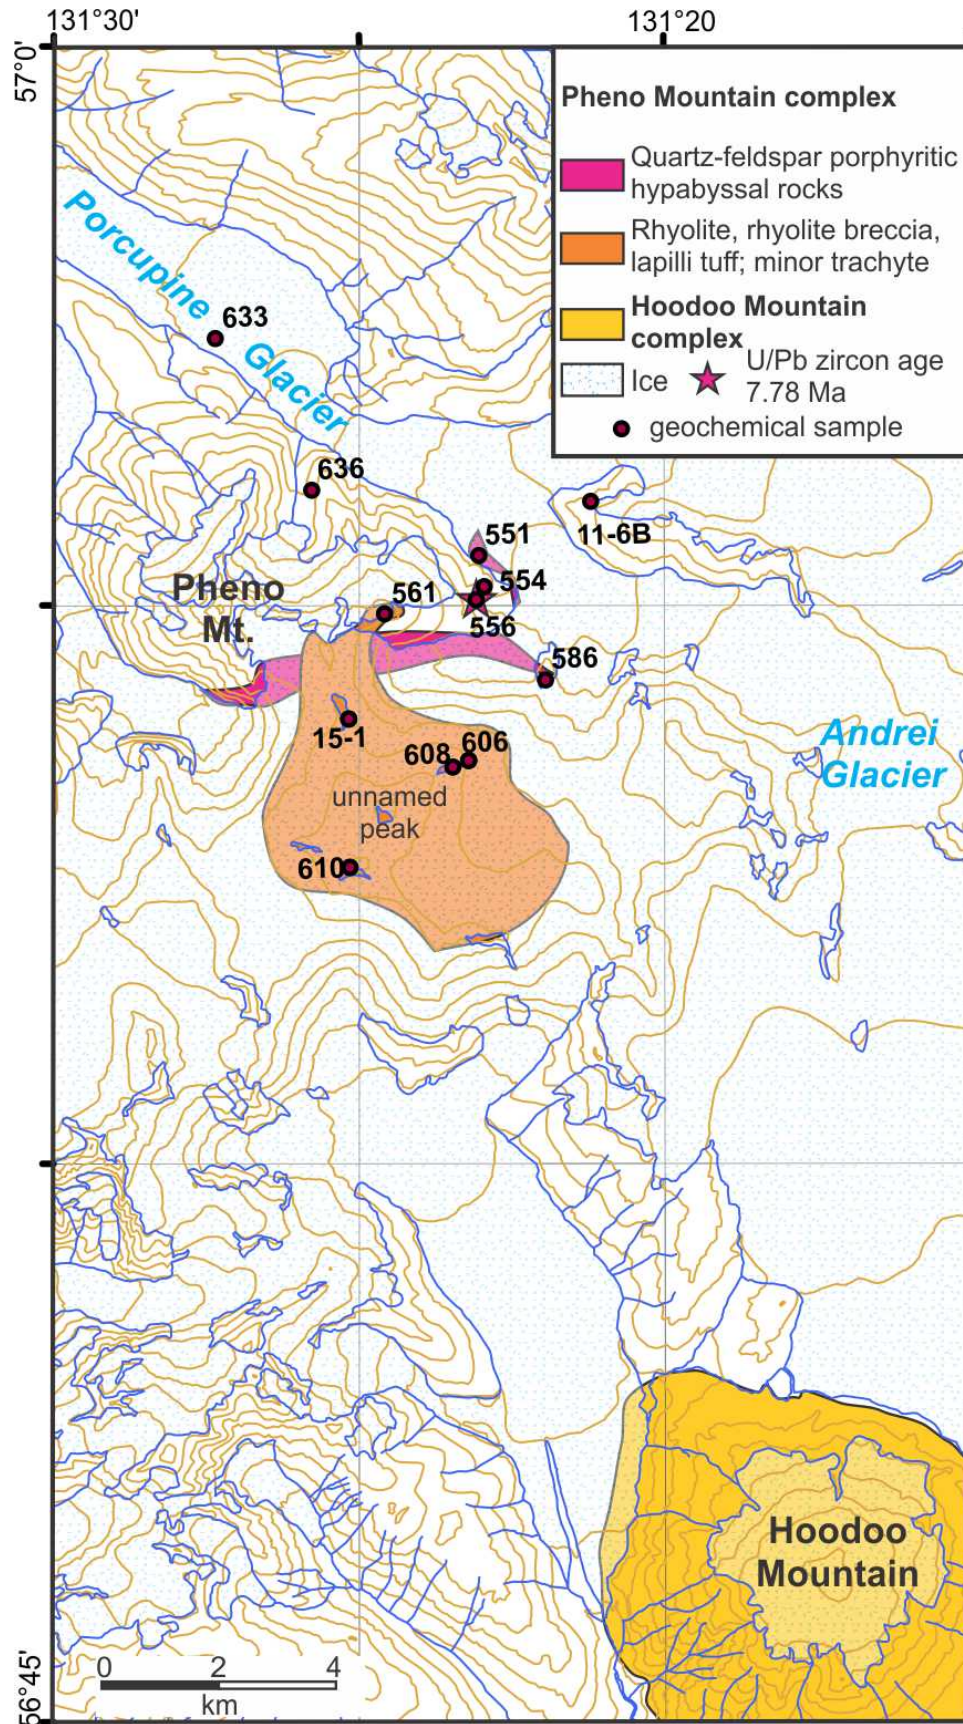 131°30'
131°20
57°0'
Pheno Mountain complex
Quartz-feldspar porphyritic
hypabyssal rocks
Rhyolite, rhyolite breccia,
lapilli tuff; minor trachyte
Hoodoo Mountain
complex
Ice
U/Pb zircon age
7.78 Ma
geochemical sample
Porcupine
Glacier
633
636
11-6B
551
554
561
556
Pheno
Mt.
586
15-1
608
606
Andrei
Glacier
unnamed
peak
610
Hoodoo
Mountain
0 2 4
km
56°45'